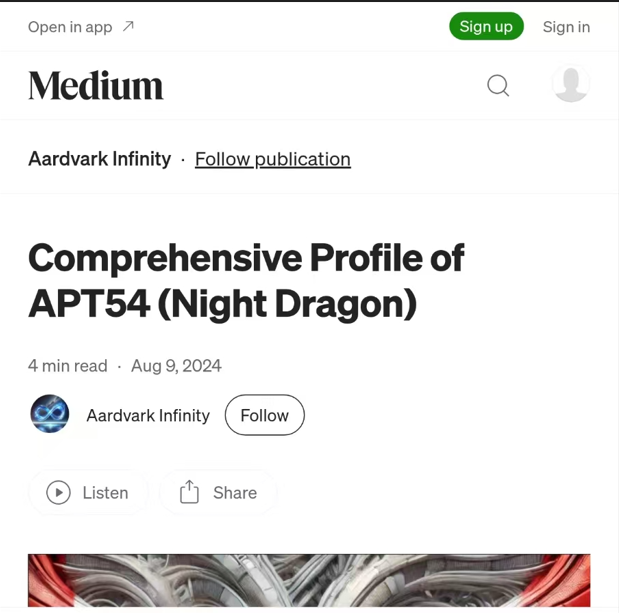 Open in app ↗
Sign up
Sign in
Medium
Aardvark Infinity · Follow publication
Comprehensive Profile of
APT54 (Night Dragon)
4 min read · Aug 9, 2024
Aardvark Infinity
Follow
Listen
Share